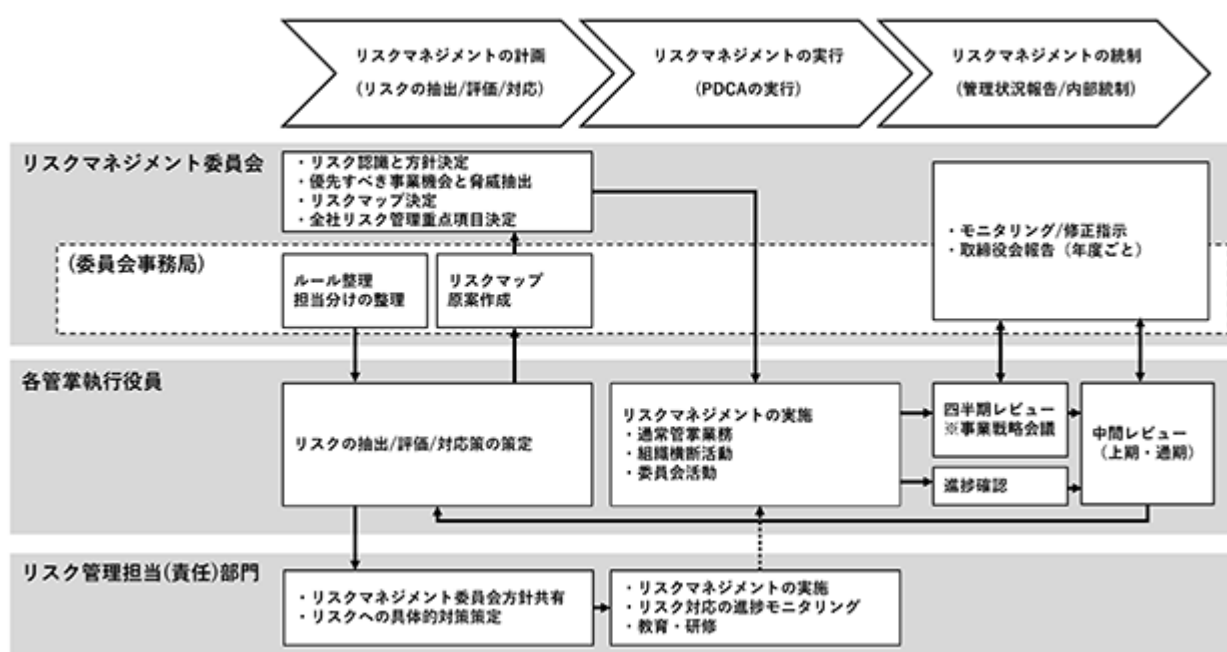 リスクマネジメントの計画
(リスクの抽出/評価/対応)
リスクマネジメントの実行
(PDCAの実行)
リスクマネジメントの統制
(管理状況報告/内部統制)
リスクマネジメント委員会
・リスク認識と方針決定
・優先すべき事業機会と脅威抽出
・リスクマップ決定
・全社リスク管理重点項目決定
・モニタリング/修正指示
・取締役会報告（年度ごと）
(委員会事務局)
ルール整理
担当分けの整理
リスクマップ
原案作成
各管掌執行役員
リスクの抽出/評価/対応策の策定
リスクマネジメントの実施
・通常管掌業務
・組織横断活動
・委員会活動
四半期レビュー
※事業戦略会議
進捗確認
中間レビュー
（上期・通期）
リスク管理担当(責任)部門
・リスクマネジメント委員会方針共有
・リスクへの具体的対策策定
・リスクマネジメントの実施
・リスク対応の進捗モニタリング
・教育・研修